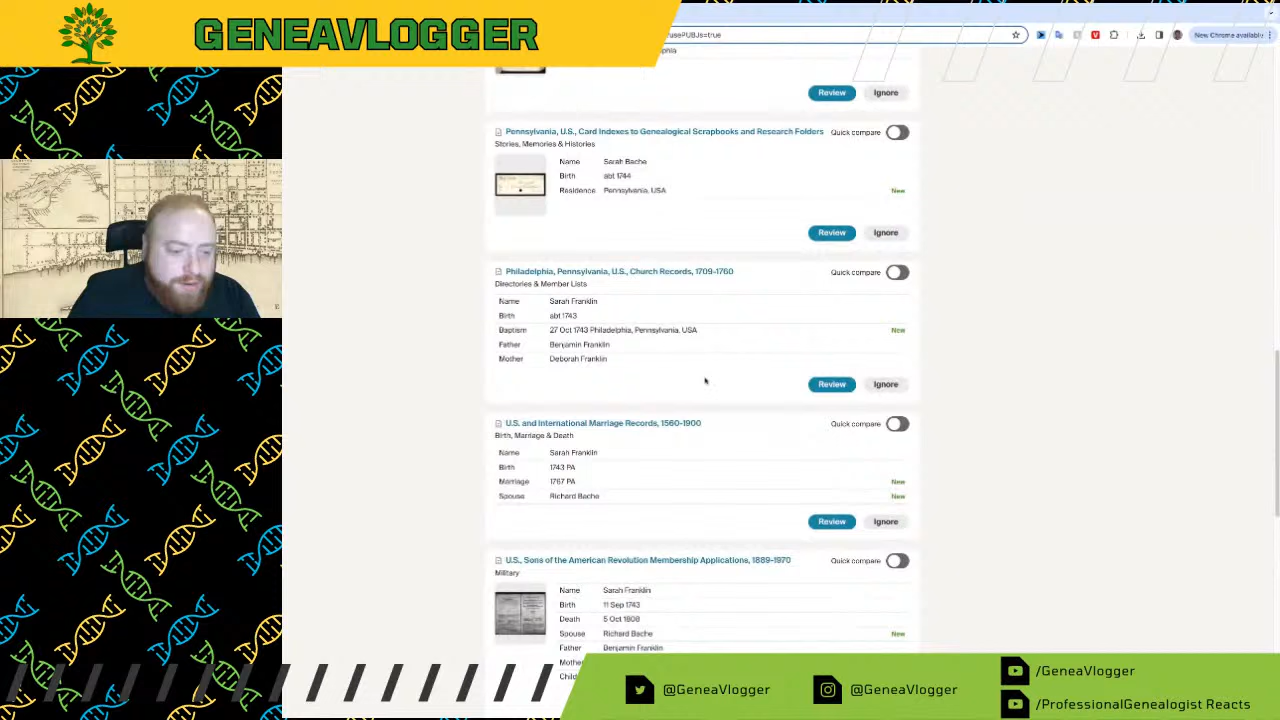 GENEAVLOGGER
rusePUBJs=true
New Chrome available
Review
Ignore
Pennsylvania, U.S., Card Indexes to Genealogical Scrapbooks and Research Folders
Quick compare
Stories, Memories & Histories
Name Sarah Bache
Birth abt 1744
Residence Pennsylvania, USA New
Review
Ignore
Philadelphia, Pennsylvania, U.S., Church Records, 1709-1760
Quick compare
Directories & Member Lists
Name Sarah Franklin
Birth abt 1743
Baptism 27 Oct 1743 Philadelphia, Pennsylvania, USA New
Father Benjamin Franklin
Mother Deborah Franklin
Review
Ignore
U.S. and International Marriage Records, 1560-1900
Quick compare
Birth, Marriage & Death
Name Sarah Franklin
Birth 1743 PA
Marriage 1767 PA New
Spouse Richard Bache New
Review
Ignore
U.S., Sons of the American Revolution Membership Applications, 1889-1970
Quick compare
Military
Name Sarah Franklin
Birth 11 Sep 1743
Death 5 Oct 1808
Spouse Richard Bache New
Father Benjamin Franklin
@GeneaVlogger
@GeneaVlogger
/GeneaVlogger
/ProfessionalGenealogist Reacts